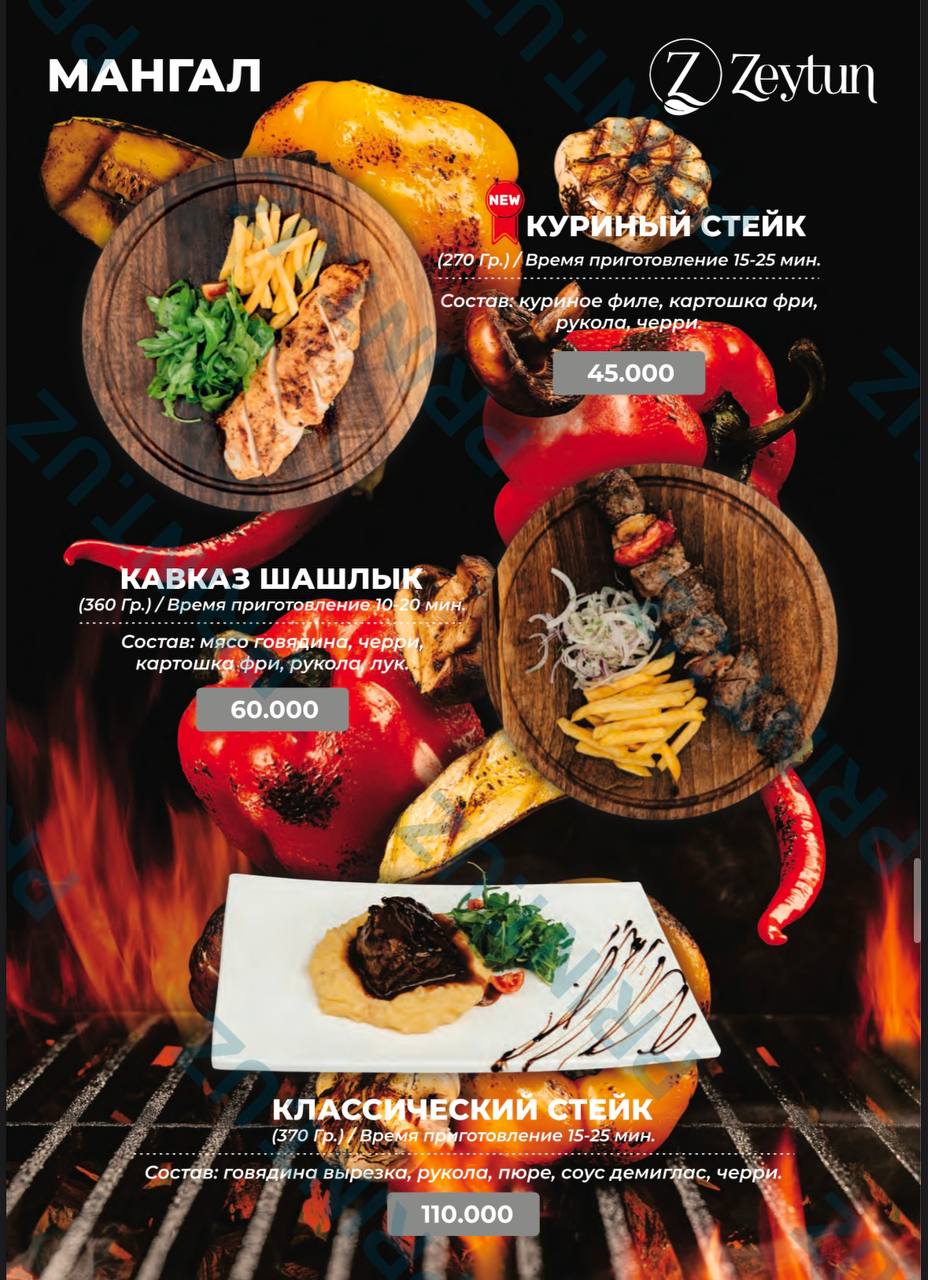 МАНГАЛ
Z Zeytun
NEW
КУРИНЫЙ СТЕЙК
(270 Гр.) / Время приготовление 15-25 мин.
Состав: куриное филе, картошка фри,
рукола, черри.
45.000
КАВКАЗ ШАШЛЫК
(360 Гр.) / Время приготовление 10-20 мин.
Состав: мясо говядина, черри,
картошка фри, рукола, лук.
60.000
КЛАССИЧЕСКИЙ СТЕЙК
(370 Гр.) / Время приготовление 15-25 мин.
Состав: говядина вырезка, рукола, пюре, соус демиглас, черри.
110.000